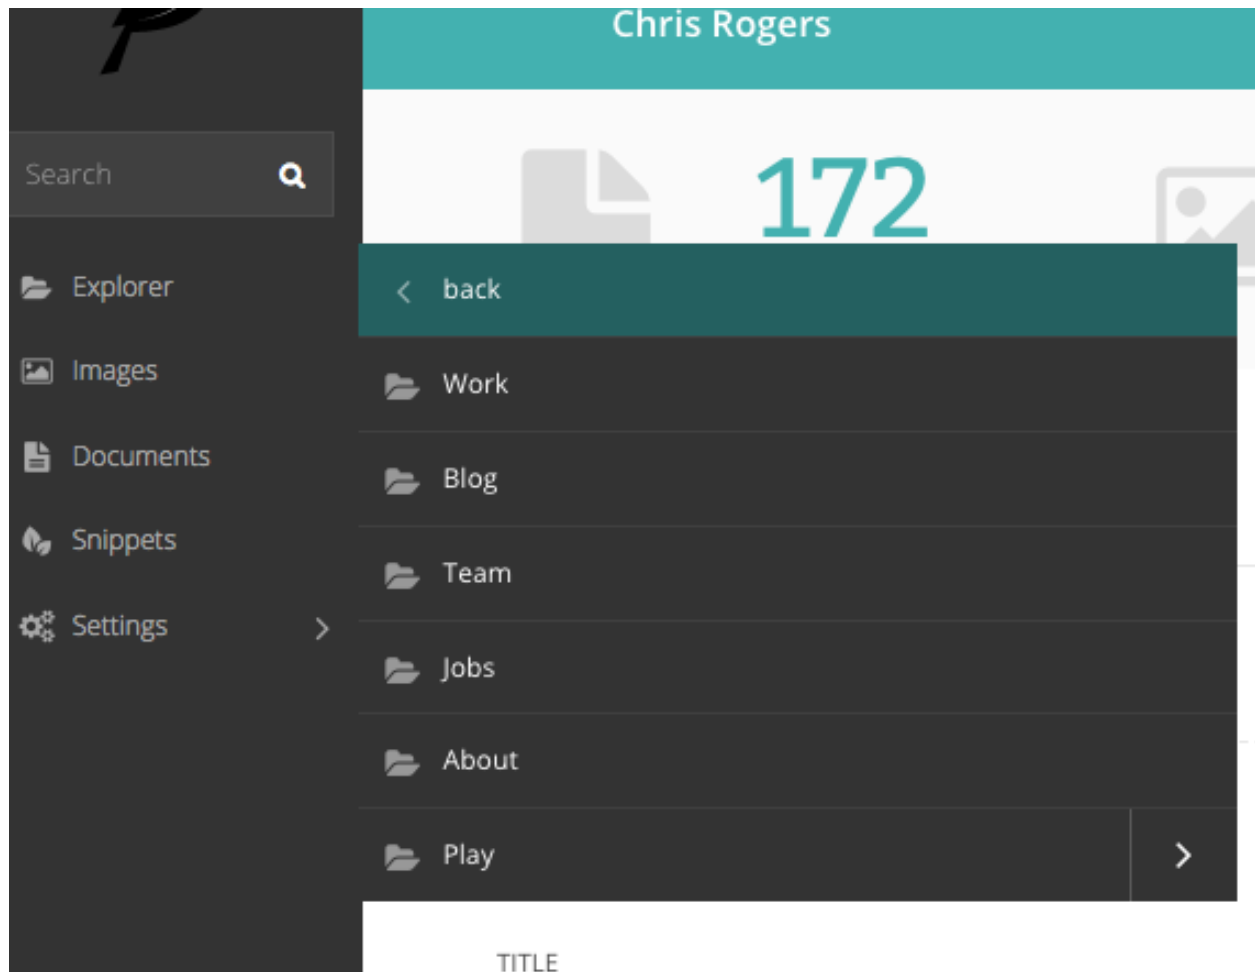 Chris Rogers
Search
172
Explorer
Images
Documents
Snippets
Settings
back
Work
Blog
Team
Jobs
About
Play
TITLE